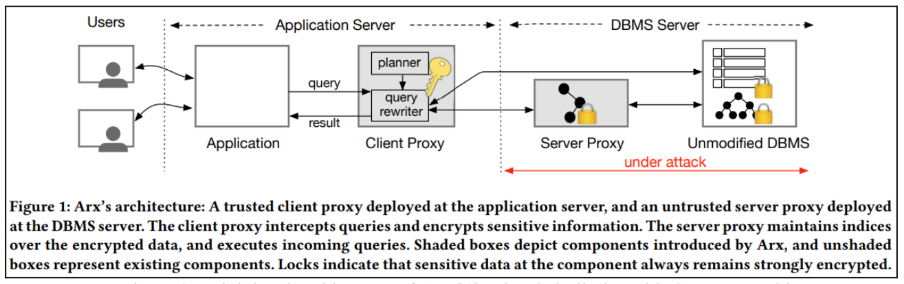 Users
Application Server
DBMS Server
planner
query
rewriter
query
result
Application
Client Proxy
Server Proxy
Unmodified DBMS
under attack
Figure 1: Arx's architecture: A trusted client proxy deployed at the application server, and an untrusted server proxy deployed
at the DBMS server. The client proxy intercepts queries and encrypts sensitive information. The server proxy maintains indices
over the encrypted data, and executes incoming queries. Shaded boxes depict components introduced by Arx, and unshaded
boxes represent existing components. Locks indicate that sensitive data at the component always remains strongly encrypted.